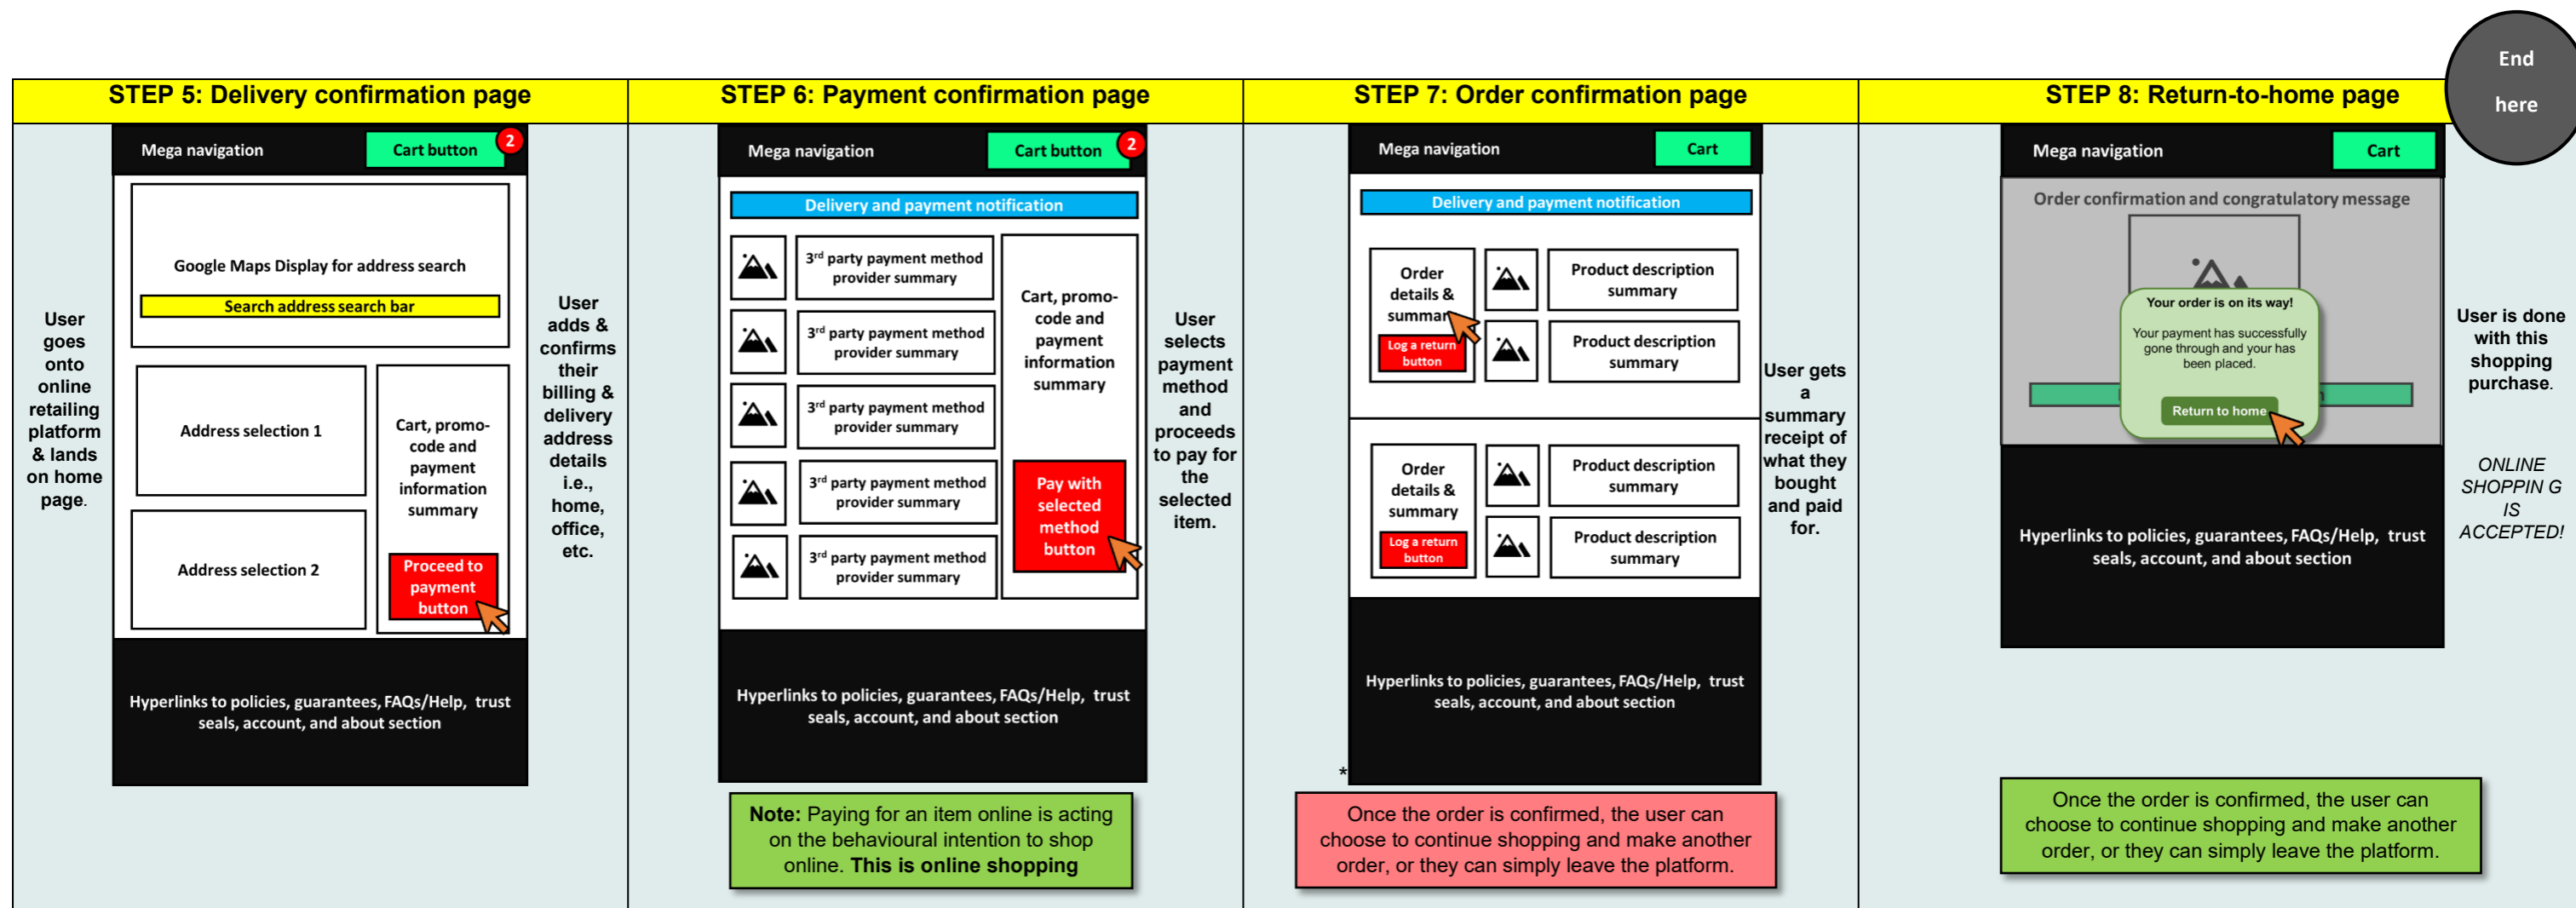 End
here
STEP 5: Delivery confirmation page
User
goes
onto
online
retailing
platform
& lands
on home
page.
Mega navigation
Cart button
2
Google Maps Display for address search
Search address search bar
Address selection 1
Address selection 2
Cart, promo-
code and
payment
information
summary
Proceed to
payment
button
Hyperlinks to policies, guarantees, FAQs/Help, trust
seals, account, and about section
User
adds &
confirms
their
billing &
delivery
address
details
i.e.,
home,
office,
etc.
STEP 6: Payment confirmation page
Mega navigation
Cart button
2
Delivery and payment notification
3rd party payment method
provider summary
3rd party payment method
provider summary
3rd party payment method
provider summary
3rd party payment method
provider summary
3rd party payment method
provider summary
Cart, promo-
code and
payment
information
summary
Pay with
selected
method
button
Hyperlinks to policies, guarantees, FAQs/Help, trust
seals, account, and about section
User
selects
payment
method
and
proceeds
to pay for
the
selected
item.
Note: Paying for an item online is acting
on the behavioural intention to shop
online. This is online shopping
STEP 7: Order confirmation page
Mega navigation
Cart
Delivery and payment notification
Order
details &
summary
Log a return
button
Product description
summary
Product description
summary
Order
details &
summary
Log a return
button
Product description
summary
Product description
summary
Hyperlinks to policies, guarantees, FAQs/Help, trust
seals, account, and about section
*
User gets
a
summary
receipt of
what they
bought
and paid
for.
Once the order is confirmed, the user can
choose to continue shopping and make another
order, or they can simply leave the platform.
STEP 8: Return-to-home page
Mega navigation
Cart
Order confirmation and congratulatory message
Your order is on its way!
Your payment has successfully
gone through and your has
been placed.
Return to home
Hyperlinks to policies, guarantees, FAQs/Help, trust
seals, account, and about section
User is done
with this
shopping
purchase.
ONLINE
SHOPPIN G
IS
ACCEPTED!
Once the order is confirmed, the user can
choose to continue shopping and make another
order, or they can simply leave the platform.